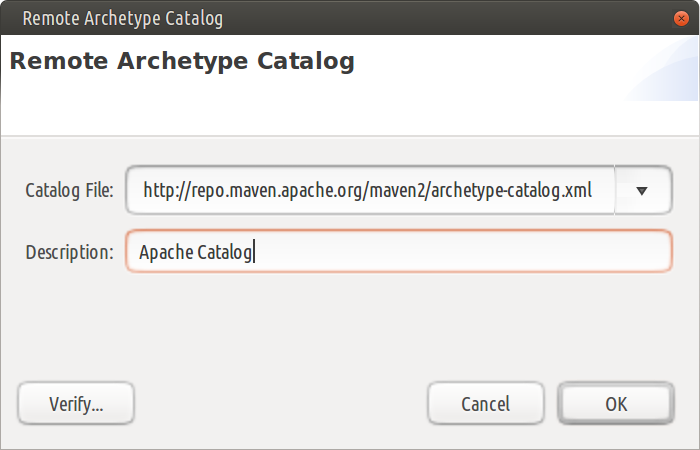 Remote Archetype Catalog
Remote Archetype Catalog
Catalog File: http://repo.maven.apache.org/maven2/archetype-catalog.xml
Description: Apache Catalog
Verify... Cancel OK